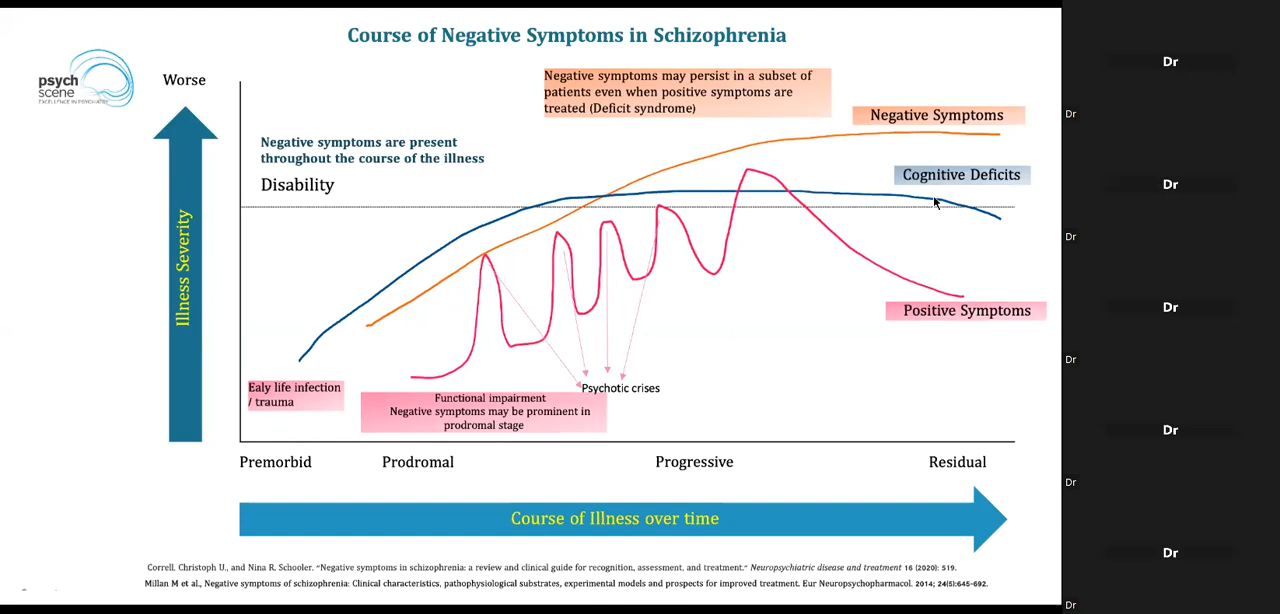 Course of Negative Symptoms in Schizophrenia
psych
scene
EXCELLENCE IN PSYCHIATRY
Worse
Negative symptoms may persist in a subset of
patients even when positive symptoms are
treated (Deficit syndrome)
Negative Symptoms
Negative symptoms are present
throughout the course of the illness
Cognitive Deficits
Disability
Illness Severity
Positive Symptoms
Ealy life infection
/ trauma
Psychotic crises
Functional impairment
Negative symptoms may be prominent in
prodromal stage
Premorbid
Prodromal
Progressive
Residual
Course of Illness over time
Correll, Christoph U., and Nina R. Schooler. "Negative symptoms in schizophrenia: a review and clinical guide for recognition, assessment, and treatment." Neuropsychiatric disease and treatment 16 (2020): 519.
Millan M et al., Negative symptoms of schizophrenia: Clinical characteristics, pathophysiological substrates, experimental models and prospects for improved treatment. Eur Neuropsychopharmacol. 2014; 24(5):645-692.
Dr
Dr
Dr
Dr
Dr
Dr
Dr
Dr
Dr
Dr